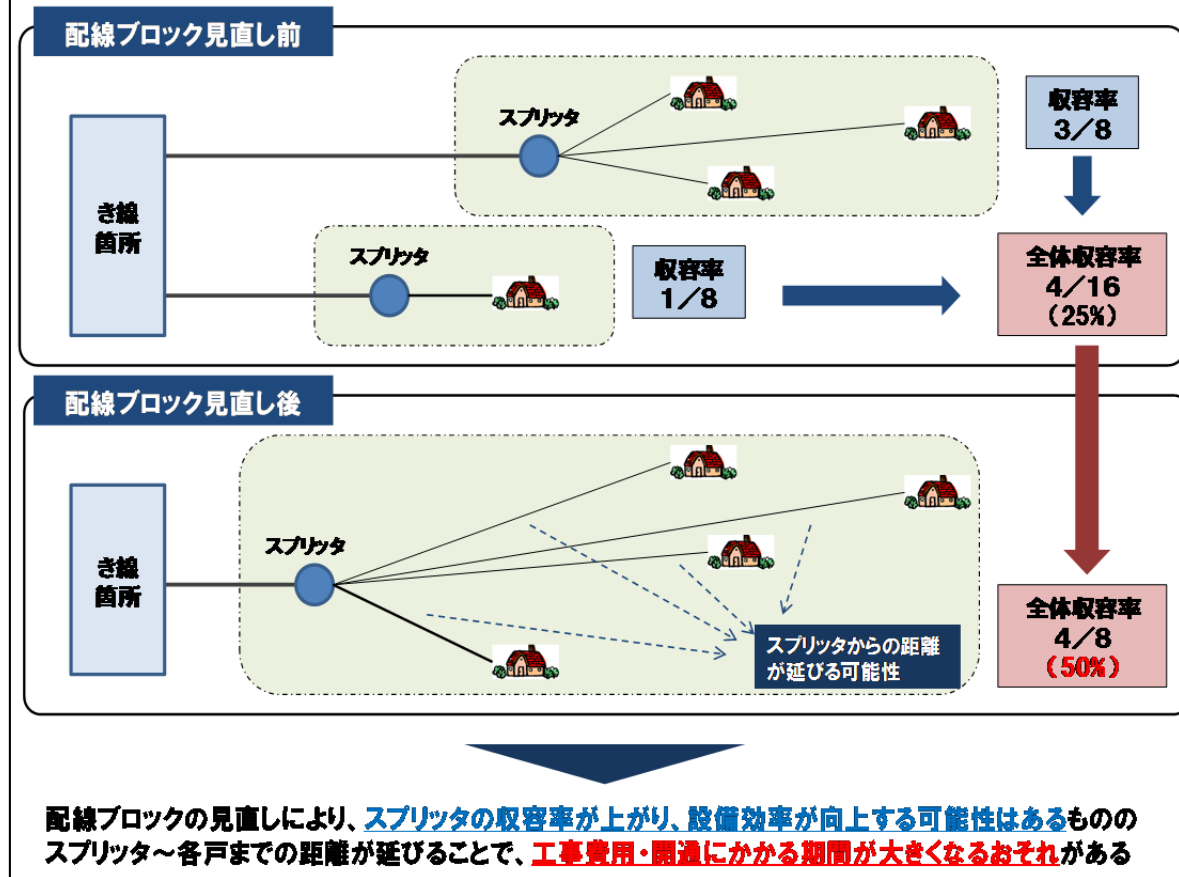 配線ブロック見直し前
スプリッタ
収容率
3/8
き線
箇所
スプリッタ
収容率
1/8
全体収容率
4/16
(25%)
配線ブロック見直し後
スプリッタ
き線
箇所
スプリッタからの距離
が延びる可能性
全体収容率
4/8
(50%)
配線ブロックの見直しにより、スプリッタの収容率が上がり、設備効率が向上する可能性はあるものの
スプリッタ~各戸までの距離が延びることで、工事費用・開通にかかる期間が大きくなるおそれがある